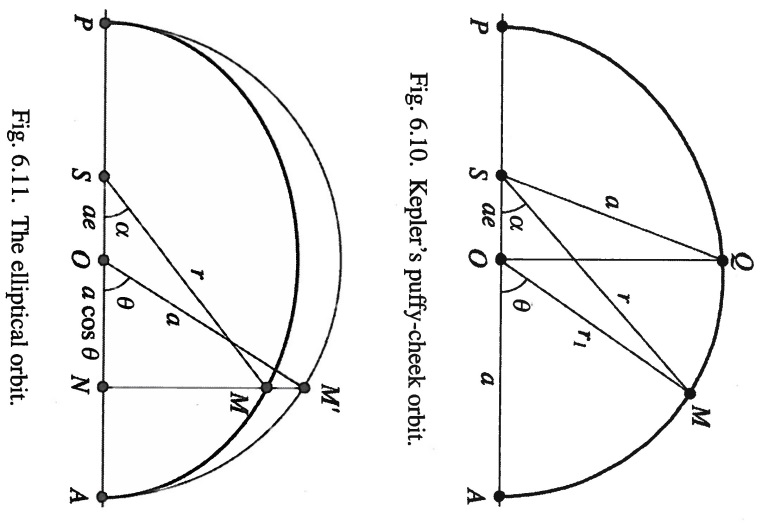 Q
a
r
r₁
M
α
θ
P
S
ae
O
a
A
Fig. 6.10. Kepler's puffy-cheek orbit.
M'
r
a
M
α
θ
P
S
ae
O
a cos θ
N
A
Fig. 6.11. The elliptical orbit.